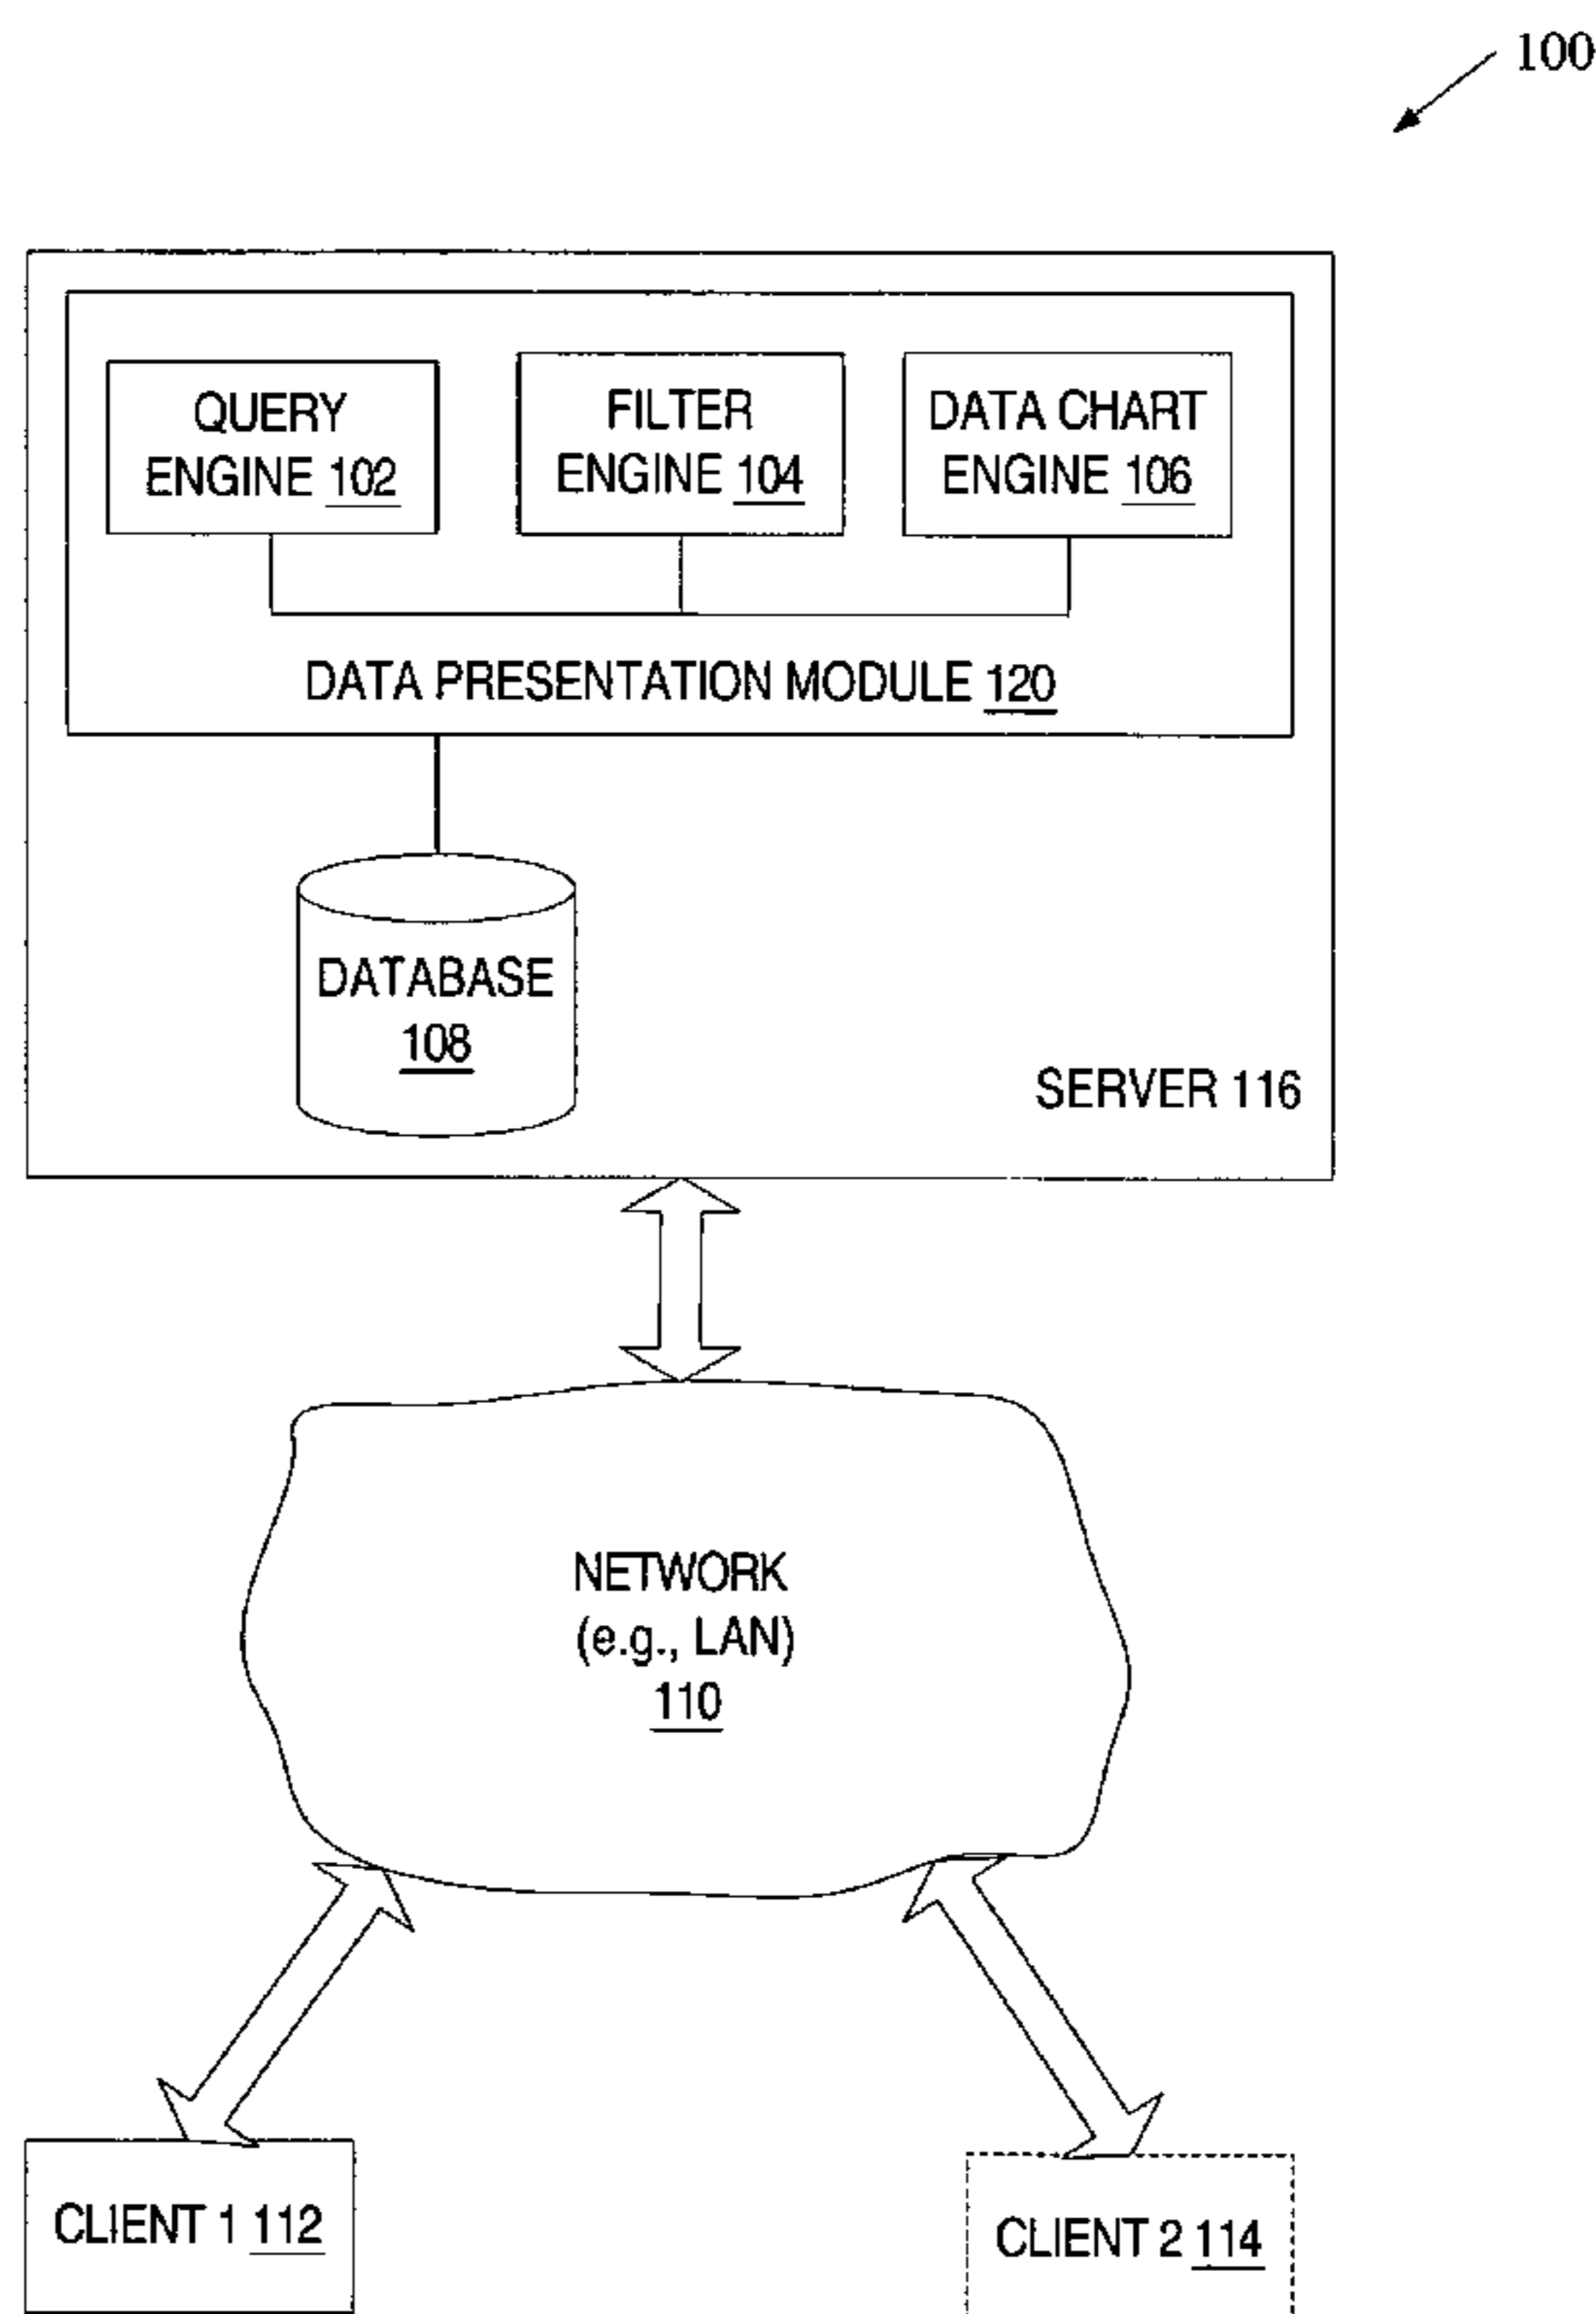 100
QUERY
ENGINE 102
FILTER
ENGINE 104
DATA CHART
ENGINE 106
DATA PRESENTATION MODULE 120
DATABASE
108
SERVER 116
NETWORK
(e.g., LAN)
110
CLIENT 1 112
CLIENT 2 114